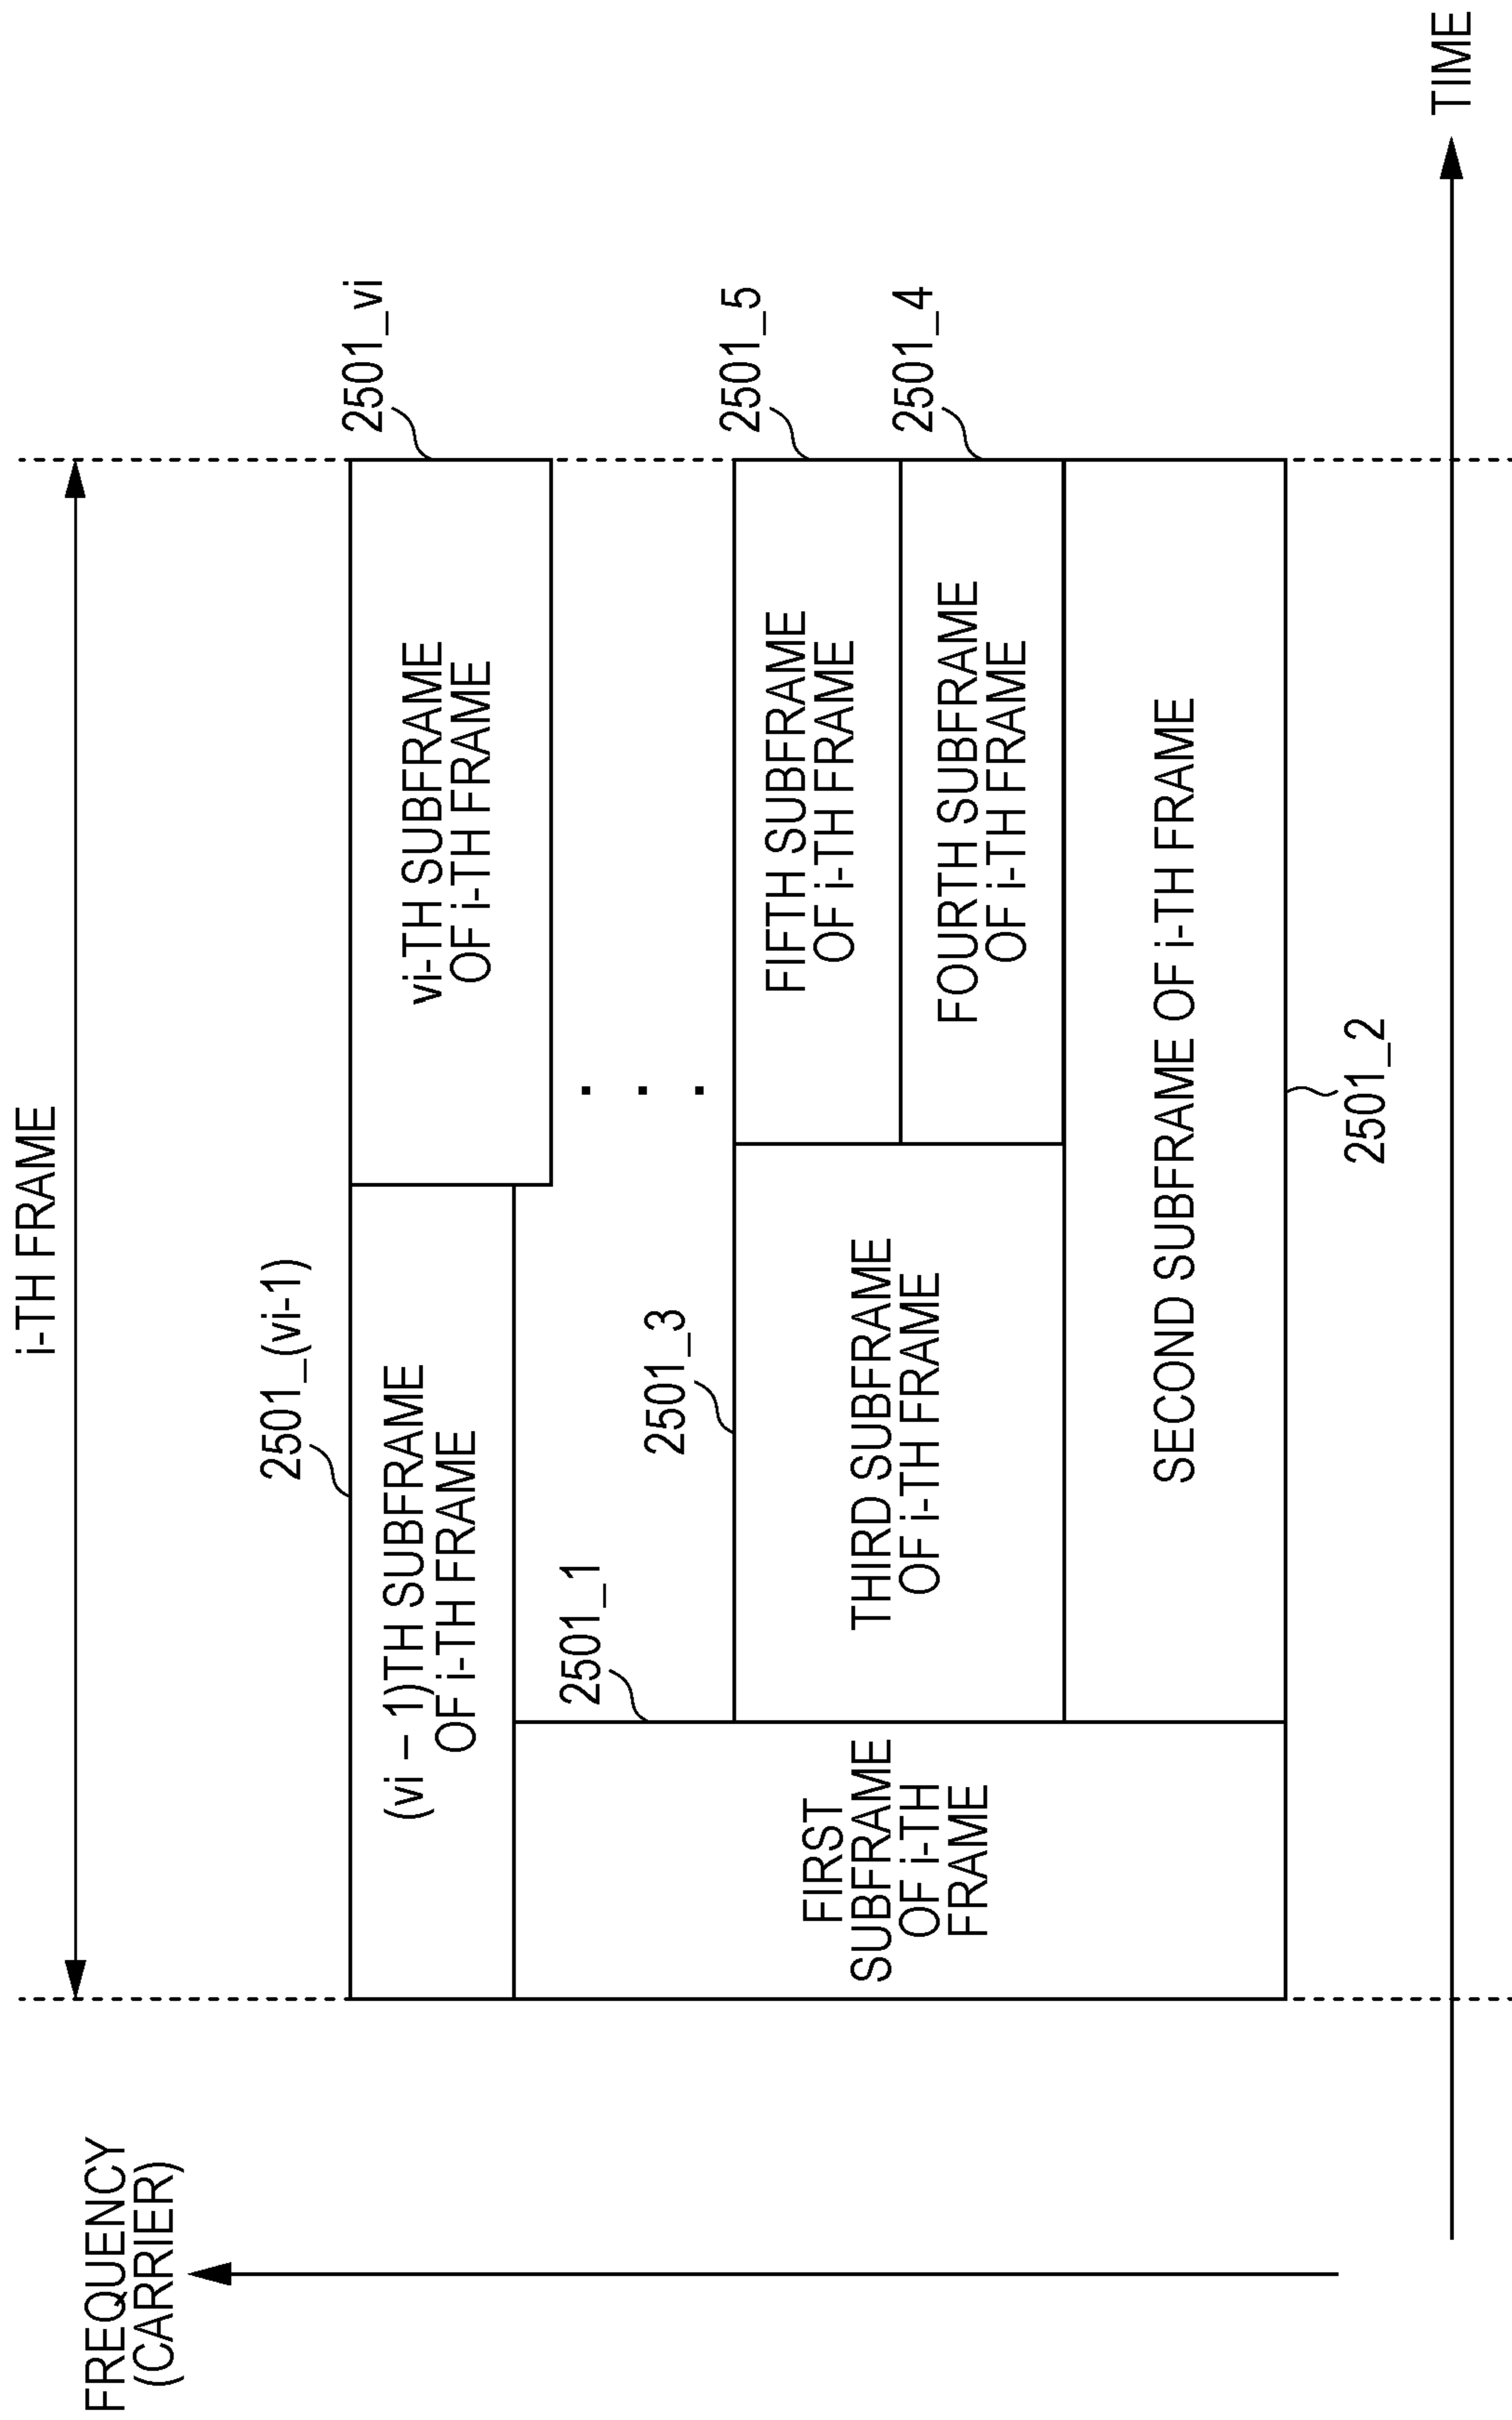 i-TH FRAME
FREQUENCY
(CARRIER)
2501_(vi-1)
2501_vi
(vi – 1)TH SUBFRAME
OF i-TH FRAME
vi-TH SUBFRAME
OF i-TH FRAME
2501_1
2501_3
2501_5
. . .
FIRST
SUBFRAME
OF i-TH
FRAME
THIRD SUBFRAME
OF i-TH FRAME
FIFTH SUBFRAME
OF i-TH FRAME
2501_4
FOURTH SUBFRAME
OF i-TH FRAME
SECOND SUBFRAME OF i-TH FRAME
2501_2
TIME